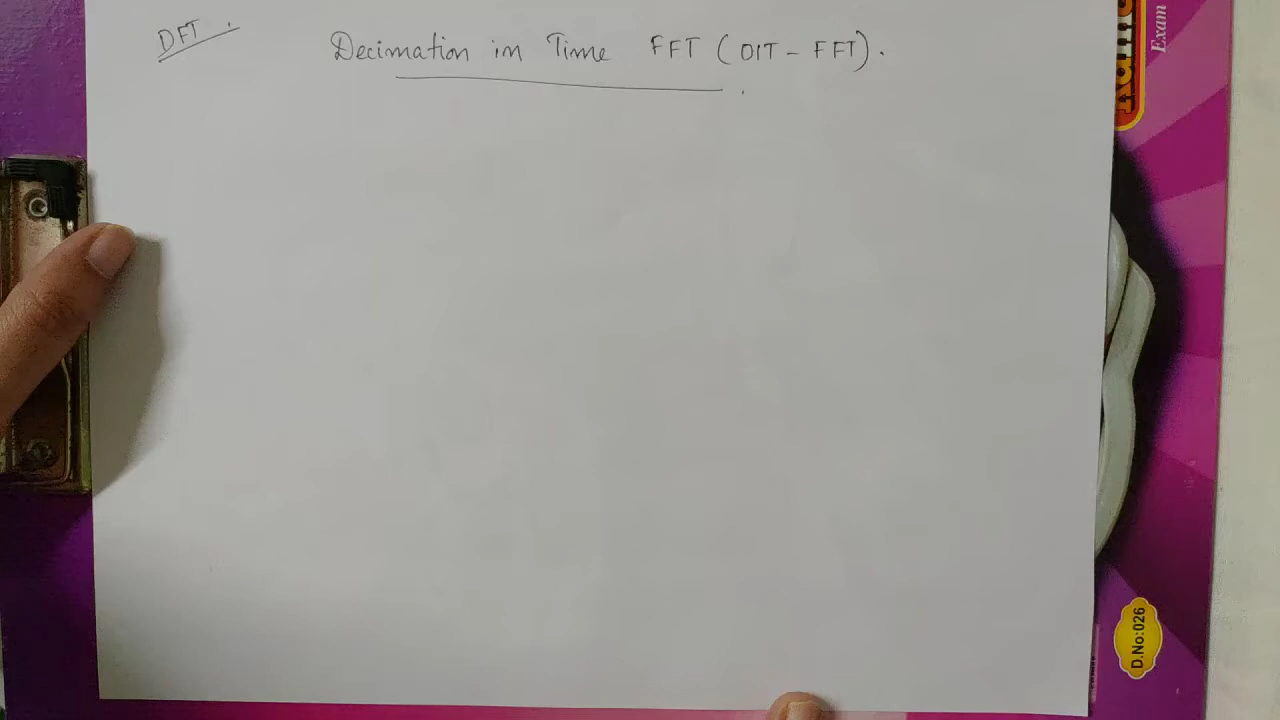 DFT.
Decimation in Time FFT (DIT - FFT).
Exam
D.No:026